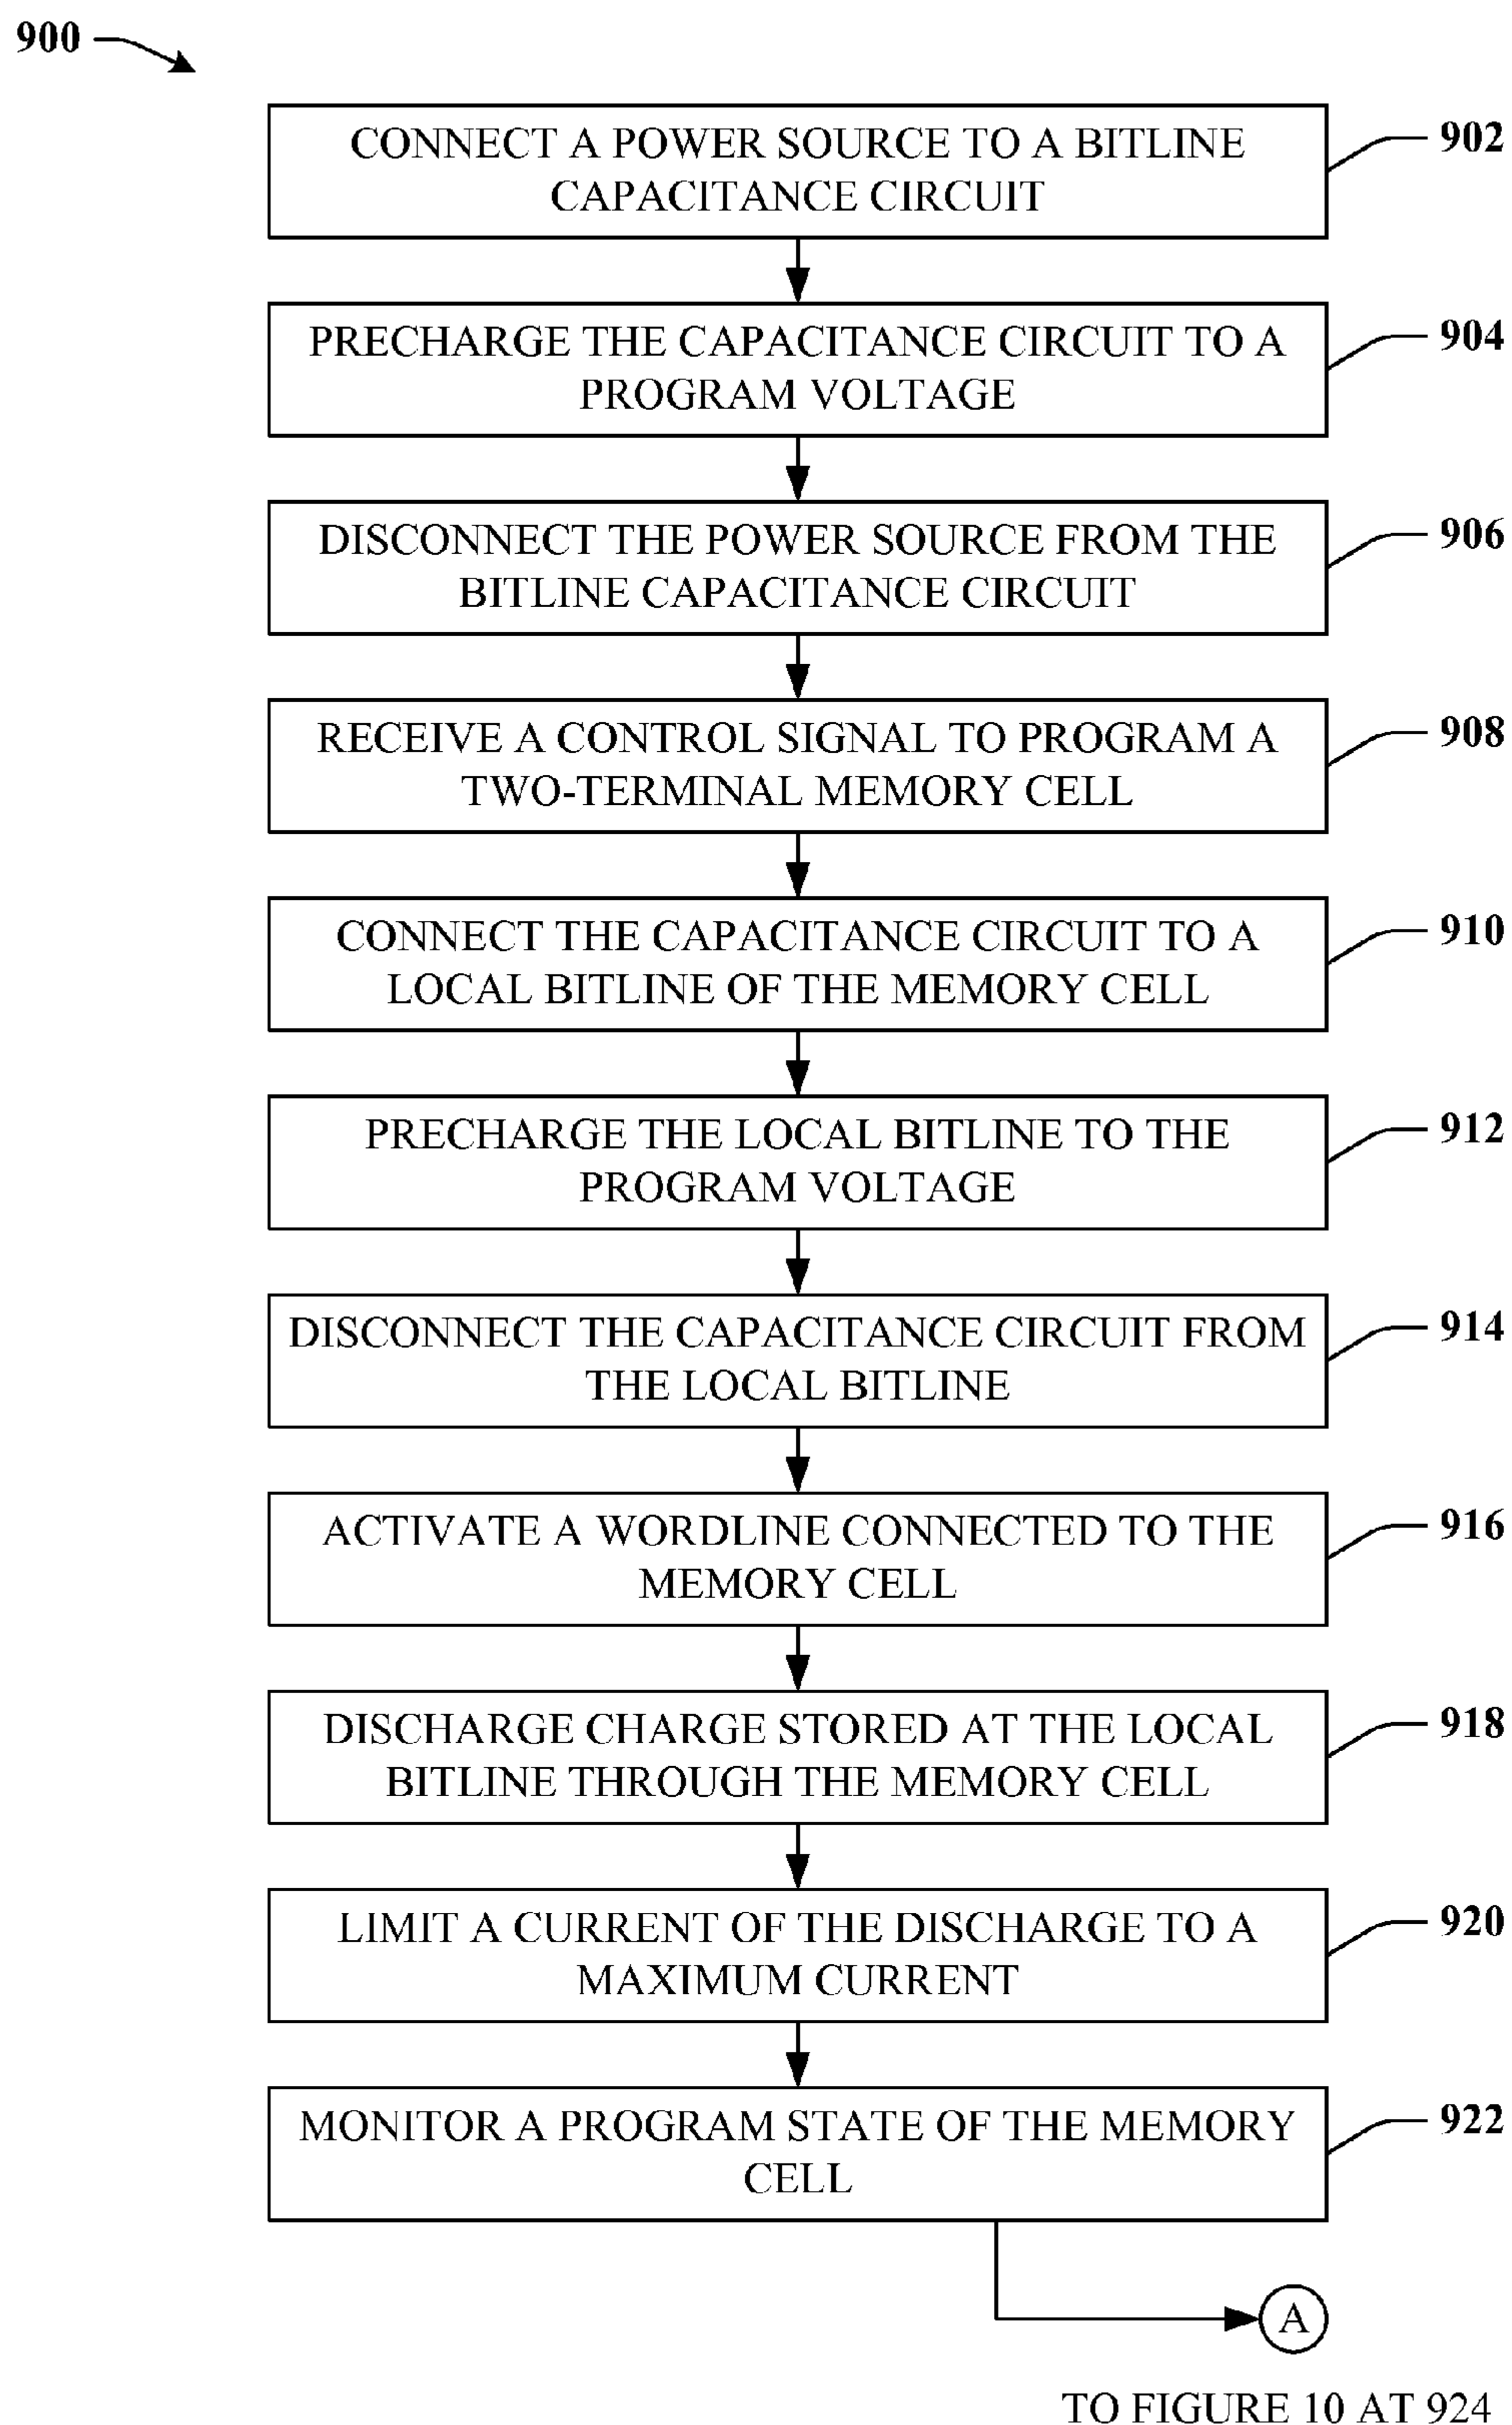 900
CONNECT A POWER SOURCE TO A BITLINE
CAPACITANCE CIRCUIT
902
PRECHARGE THE CAPACITANCE CIRCUIT TO A
PROGRAM VOLTAGE
904
DISCONNECT THE POWER SOURCE FROM THE
BITLINE CAPACITANCE CIRCUIT
906
RECEIVE A CONTROL SIGNAL TO PROGRAM A
TWO-TERMINAL MEMORY CELL
908
CONNECT THE CAPACITANCE CIRCUIT TO A
LOCAL BITLINE OF THE MEMORY CELL
910
PRECHARGE THE LOCAL BITLINE TO THE
PROGRAM VOLTAGE
912
DISCONNECT THE CAPACITANCE CIRCUIT FROM
THE LOCAL BITLINE
914
ACTIVATE A WORDLINE CONNECTED TO THE
MEMORY CELL
916
DISCHARGE CHARGE STORED AT THE LOCAL
BITLINE THROUGH THE MEMORY CELL
918
LIMIT A CURRENT OF THE DISCHARGE TO A
MAXIMUM CURRENT
920
MONITOR A PROGRAM STATE OF THE MEMORY
CELL
922
A
TO FIGURE 10 AT 924